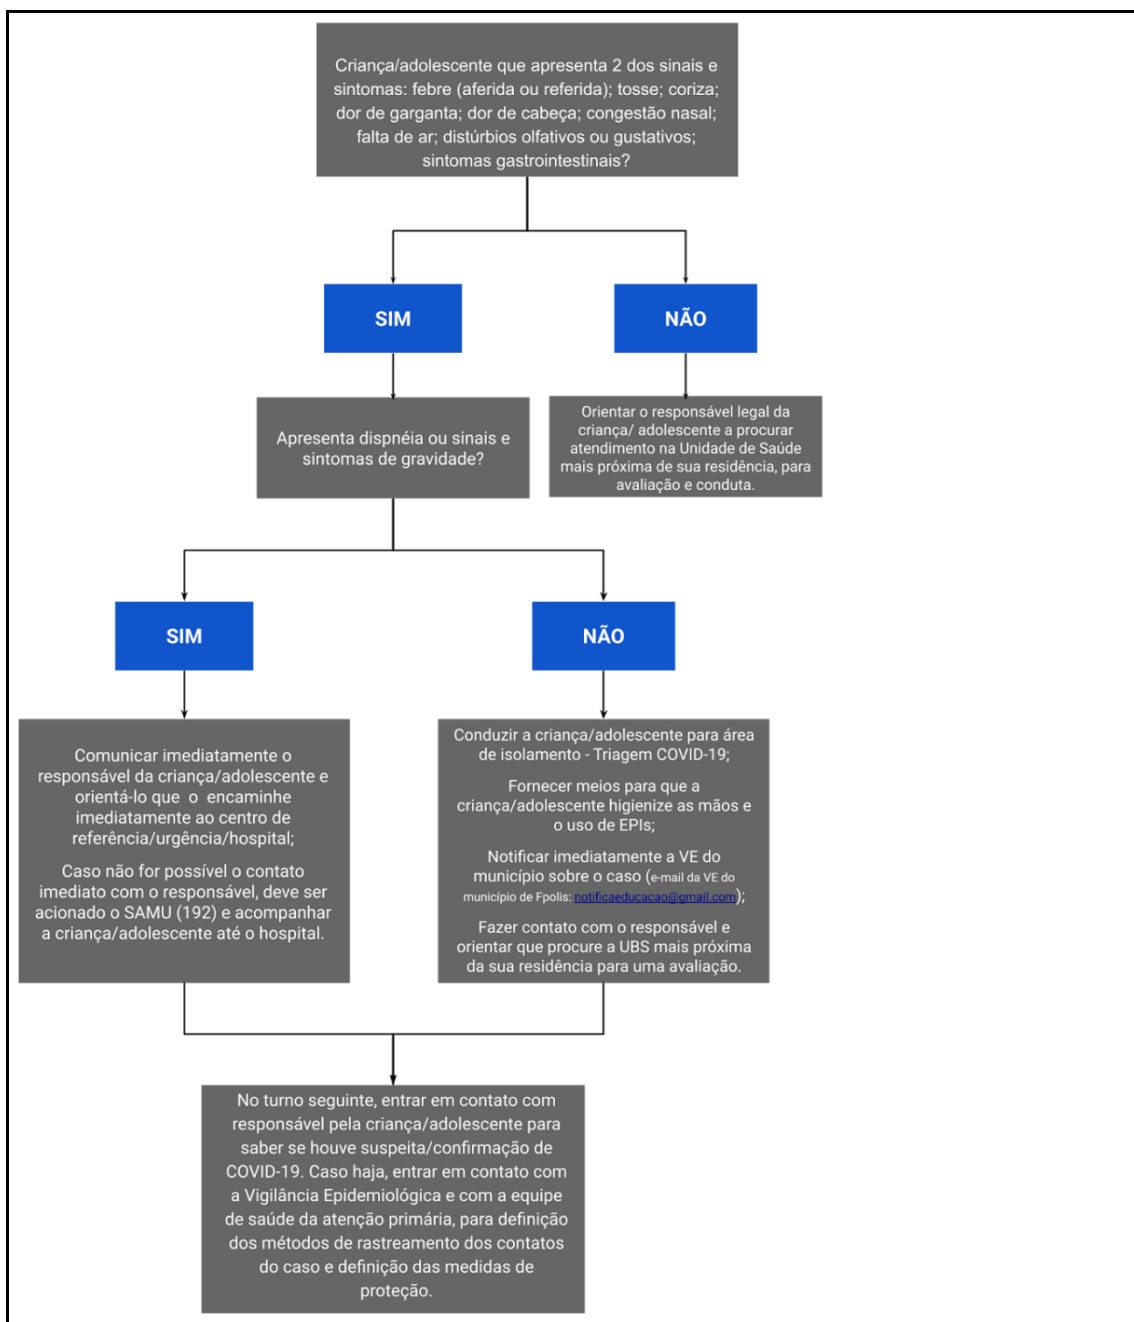 Criança/adolescente que apresenta 2 dos sinais e
sintomas: febre (aferida ou referida); tosse; coriza;
dor de garganta; dor de cabeça; congestão nasal;
falta de ar; distúrbios olfativos ou gustativos;
sintomas gastrointestinais?
SIM
NÃO
Apresenta dispnéia ou sinais e
sintomas de gravidade?
Orientar o responsável legal da
criança/ adolescente a procurar
atendimento na Unidade de Saúde
mais próxima de sua residência, para
avaliação e conduta.
SIM
NÃO
Comunicar imediatamente o
responsável da criança/adolescente e
orientá-lo que o encaminhe
imediatamente ao centro de
referência/urgência/hospital;
Caso não for possível o contato
imediato com o responsável, deve ser
acionado o SAMU (192) e acompanhar
a criança/adolescente até o hospital.
Conduzir a criança/adolescente para área
de isolamento - Triagem COVID-19;
Fornecer meios para que a
criança/adolescente higienize as mãos e
o uso de EPIs;
Notificar imediatamente a VE do
município sobre o caso (e-mail da VE do
município de Fpolis: notificaeducacao@gmail.com);
Fazer contato com o responsável e
orientar que procure a UBS mais próxima
da sua residência para uma avaliação.
No turno seguinte, entrar em contato com
responsável pela criança/adolescente para
saber se houve suspeita/confirmação de
COVID-19. Caso haja, entrar em contato com
a Vigilância Epidemiológica e com a equipe
de saúde da atenção primária, para definição
dos métodos de rastreamento dos contatos
do caso e definição das medidas de
proteção.